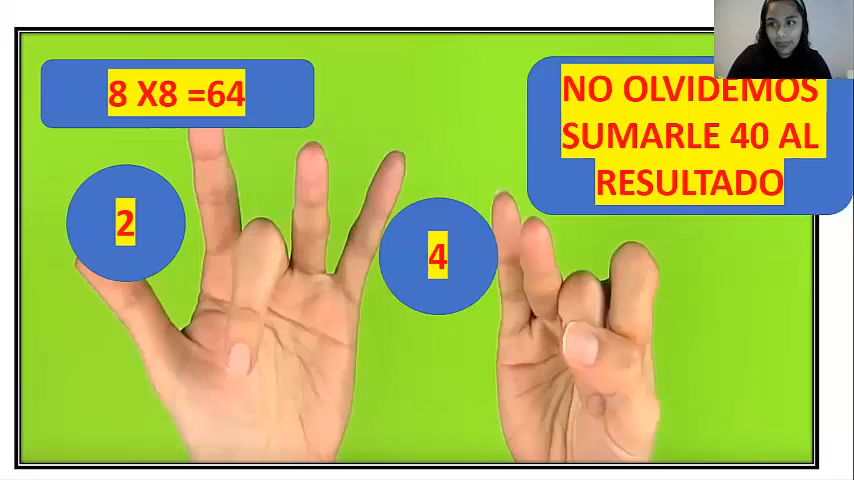 8 X8 =64
NO OLVIDEMOS
SUMARLE 40 AL
RESULTADO
2
4